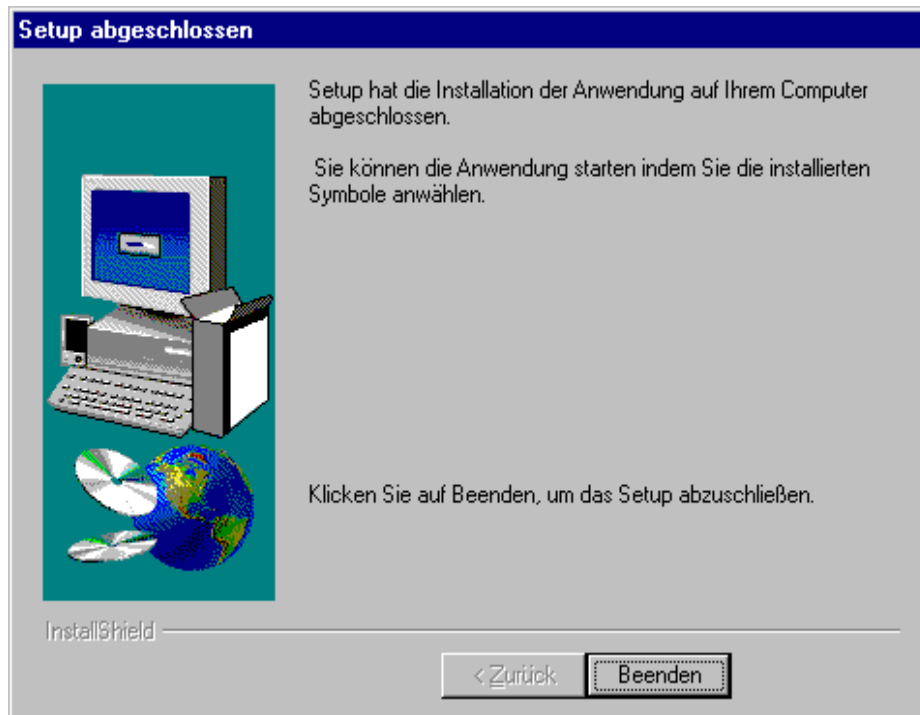 Setup abgeschlossen
Setup hat die Installation der Anwendung auf Ihrem Computer
abgeschlossen.
Sie können die Anwendung starten indem Sie die installierten
Symbole anwählen.
Klicken Sie auf Beenden, um das Setup abzuschließen.
InstallShield
< Zurück
Beenden